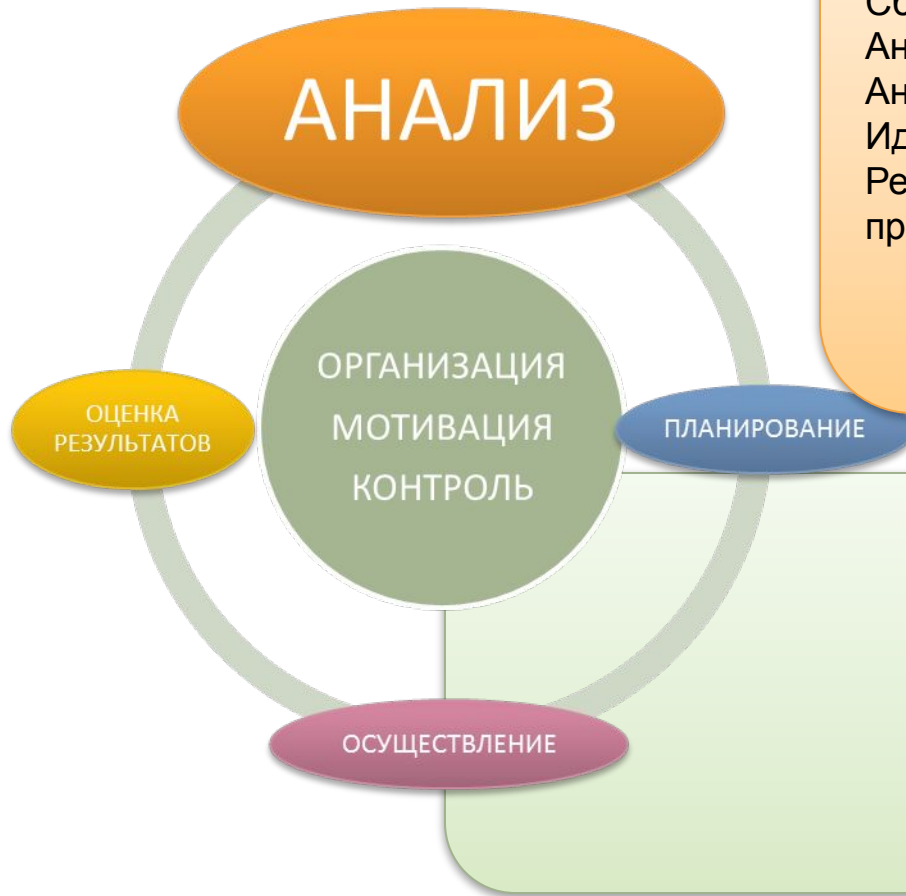 АНАЛИЗ
ОРГАНИЗАЦИЯ
МОТИВАЦИЯ
КОНТРОЛЬ
ОЦЕНКА
РЕЗУЛЬТАТОВ
ПЛАНИРОВАНИЕ
ОСУЩЕСТВЛЕНИЕ